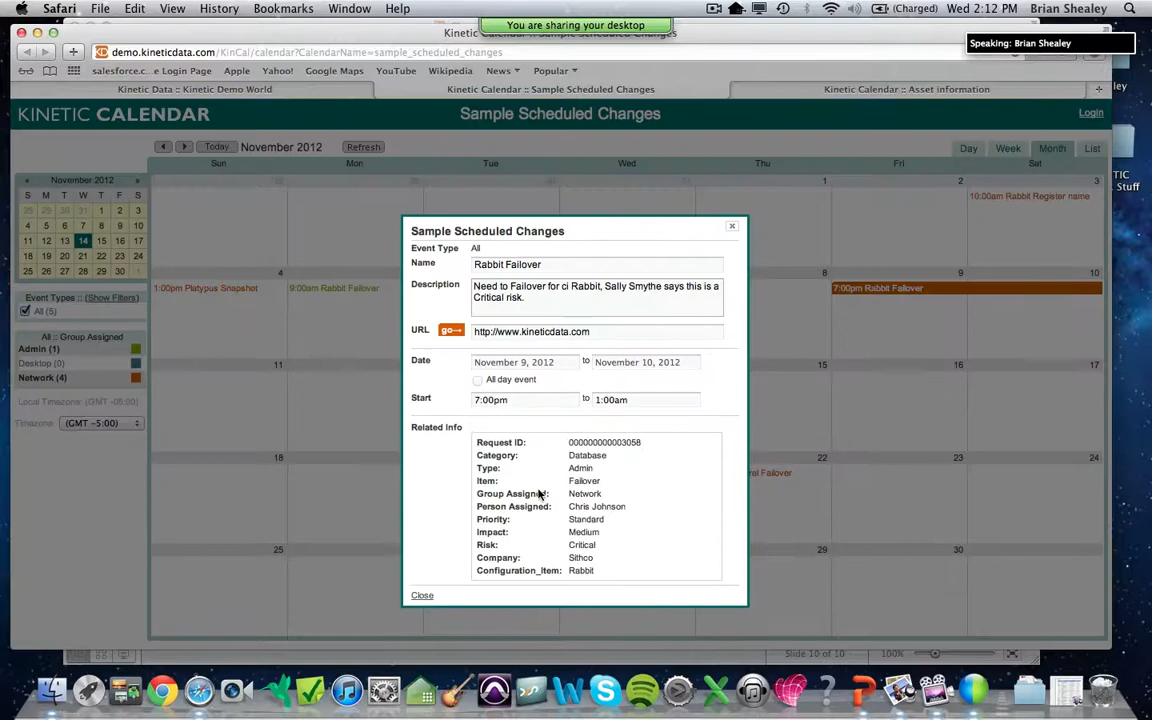 Safari File Edit View History Bookmarks Window Help (Charged) Wed 2:12 PM Brian Shealey
You are sharing your desktop
Speaking: Brian Shealey
demo.kineticdata.com/KinCal/calendar?CalendarName=sample_scheduled_changes
salesforce.c...e Login Page Apple Yahoo! Google Maps YouTube Wikipedia News Popular
Kinetic Data :: Kinetic Demo World Kinetic Calendar :: Sample Scheduled Changes Kinetic Calendar :: Asset information
KINETIC CALENDAR Sample Scheduled Changes Login
Today November 2012 Refresh Day Week Month List
Sun Mon Tue Wed Thu Fri Sat
November 2012
S M T W T F S
28 29 30 31 1 2 3
4 5 6 7 8 9 10
11 12 13 14 15 16 17
18 19 20 21 22 23 24
25 26 27 28 29 30 1
Event Types :: (Show Filters)
All (5)
All :: Group Assigned
Admin (1)
Desktop (0)
Network (4)
Local Timezone: (GMT -05:00)
Timezone (GMT -5:00)
1 2 3
10:00am Rabbit Register name
4 5 8 9 10
1:00pm Platypus Snapshot 9:00am Rabbit Failover 7:00pm Rabbit Failover
11 12 15 16 17
18 19 22 23 24
rel Failover
25 26 29 30
Sample Scheduled Changes
Event Type All
Name Rabbit Failover
Description Need to Failover for ci Rabbit, Sally Smythe says this is a
Critical risk.
URL go http://www.kineticdata.com
Date November 9, 2012 to November 10, 2012
All day event
Start 7:00pm to 1:00am
Related Info
Request ID: 000000000003058
Category: Database
Type: Admin
Item: Failover
Group Assigned: Network
Person Assigned: Chris Johnson
Priority: Standard
Impact: Medium
Risk: Critical
Company: Sithco
Configuration_Item: Rabbit
Close
Slide 10 of 10 100%
ley
TIC
Stuff